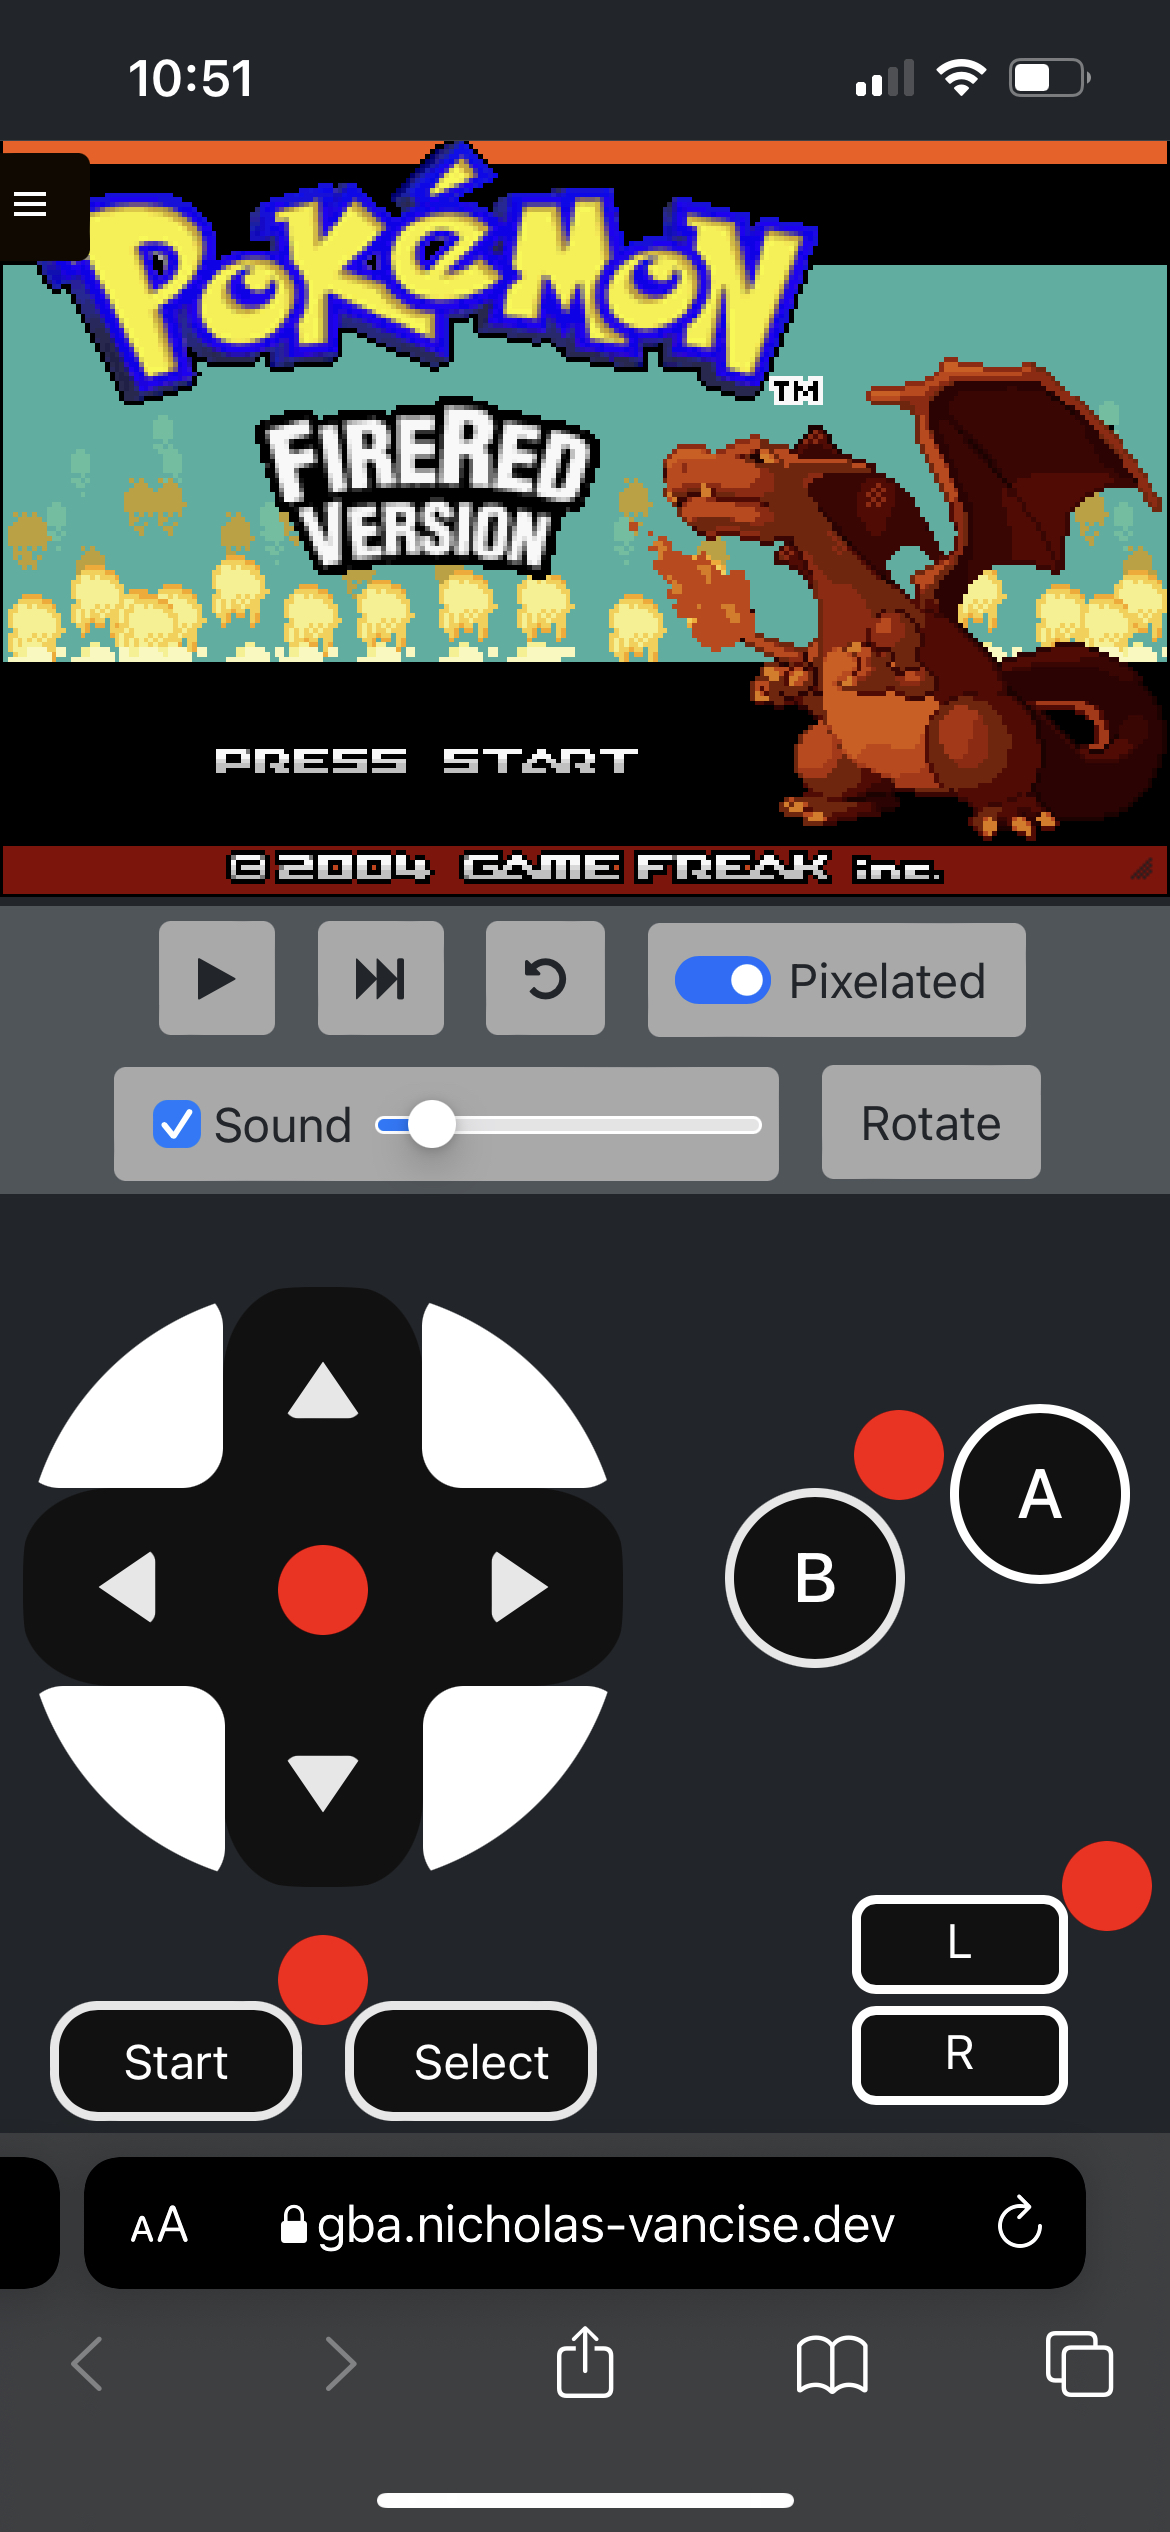 10:51
POKéMON
TM
FIRERED
VERSION
PRESS START
©2004 GAME FREAK inc.
Pixelated
Sound
Rotate
A
B
L
Start Select
R
AA gba.nicholas-vancise.dev